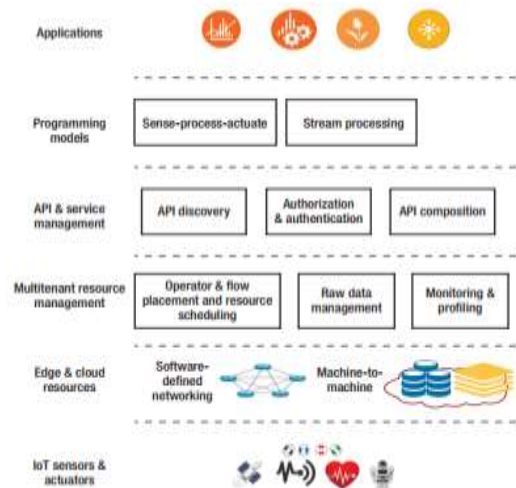 Applications
Programming
models
Sense-process-actuate
Stream processing
API & service
management
API discovery
Authorization
& authentication
API composition
Multitenant resource
management
Operator & flow
placement and resource
scheduling
Raw data
management
Monitoring &
profiling
Edge & cloud
resources
Software-
defined
networking
Machine-to-
machine
IoT sensors &
actuators